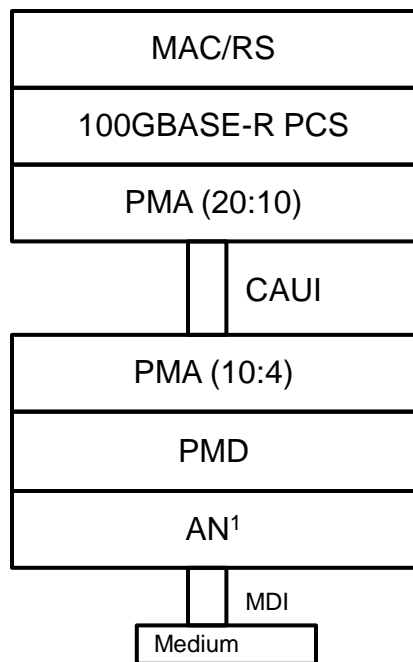 MAC/RS
100GBASE-R PCS
PMA (20:10)
CAUI
PMA (10:4)
PMD
AN¹
MDI
Medium